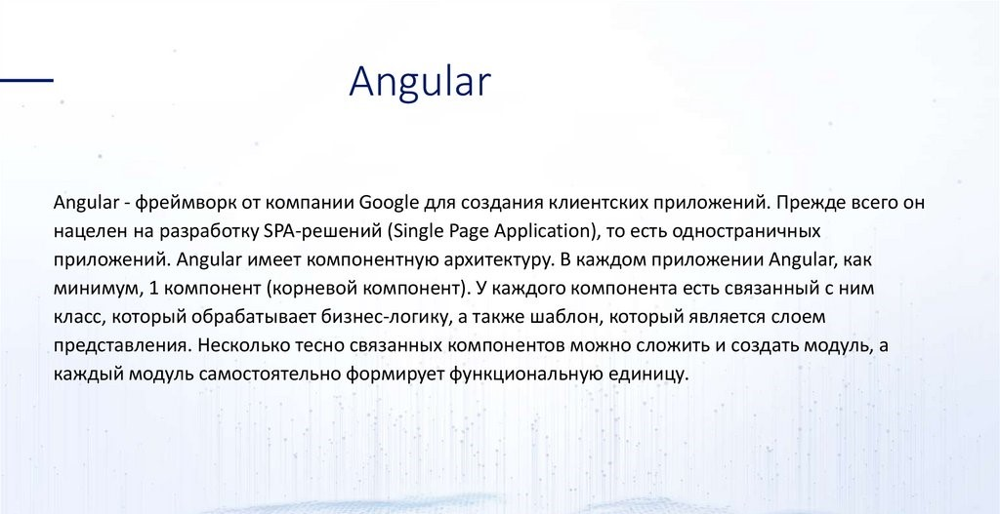 Angular
Angular - фреймворк от компании Google для создания клиентских приложений. Прежде всего он
нацелен на разработку SPA-решений (Single Page Application), то есть одностраничных
приложений. Angular имеет компонентную архитектуру. В каждом приложении Angular, как
минимум, 1 компонент (корневой компонент). У каждого компонента есть связанный с ним
класс, который обрабатывает бизнес-логику, а также шаблон, который является слоем
представления. Несколько тесно связанных компонентов можно сложить и создать модуль, а
каждый модуль самостоятельно формирует функциональную единицу.